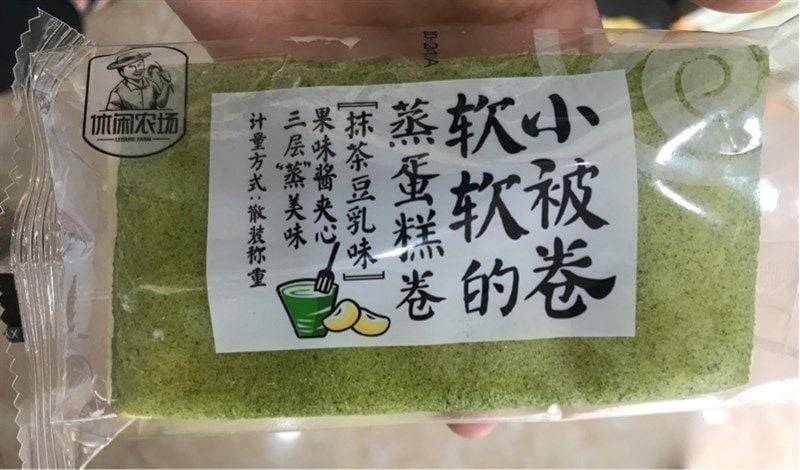 小被卷
软软的
蒸蛋糕卷
[抹茶豆乳味]
果味酱夹心
三层"蒸"美味
计量方式：散装称重
休闲农场
LEISURE FARM